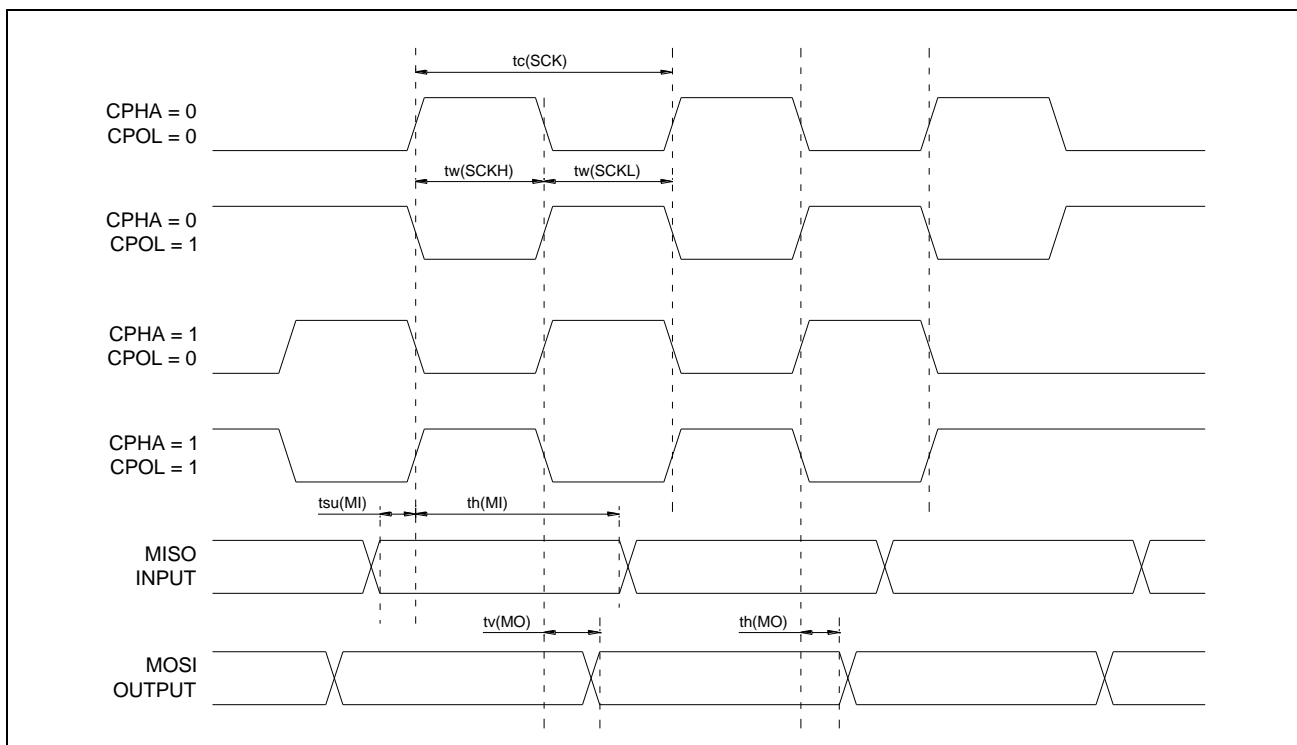 tc(SCK)
CPHA = 0
CPOL = 0
tw(SCKH)
tw(SCKL)
CPHA = 0
CPOL = 1
CPHA = 1
CPOL = 0
CPHA = 1
CPOL = 1
tsu(MI)
th(MI)
MISO
INPUT
tv(MO)
th(MO)
MOSI
OUTPUT